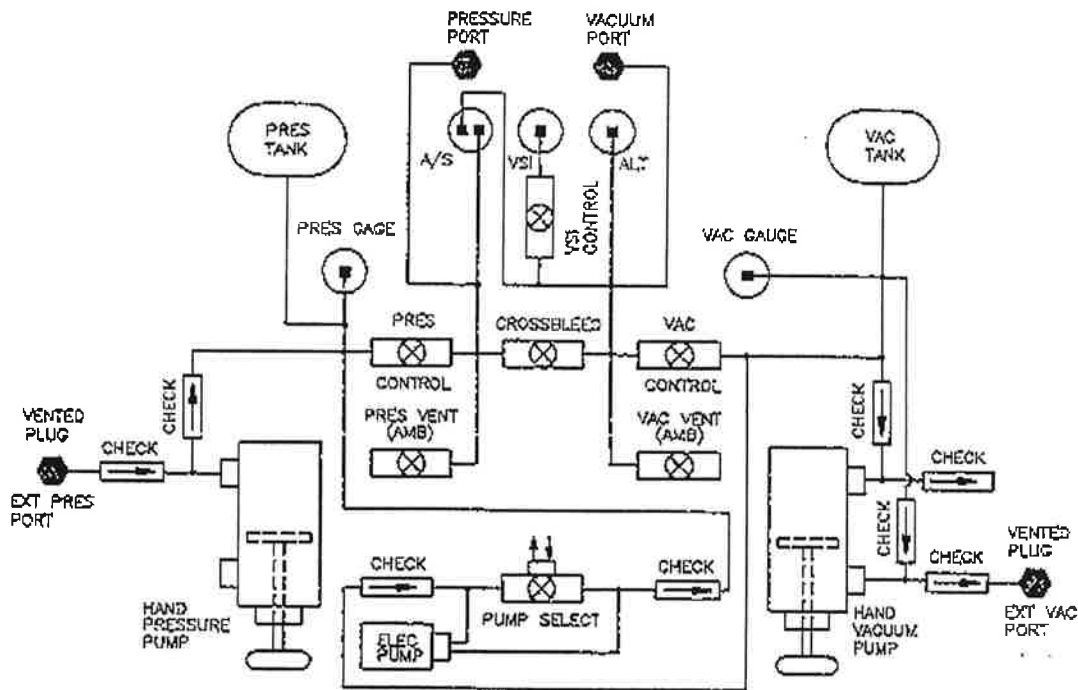 PRESSURE
PORT
VACUUM
PORT
PRES
TANK
A/S
VSI
ALT
VAC
TANK
VSI
CONTROL
PRES GAGE
VAC GAUGE
PRES
CONTROL
CROSSBLEED
VAC
CONTROL
CHECK
PRES VENT
(AMB)
VAC VENT
(AMB)
CHECK
VENTED
PLUG
CHECK
EXT PRES
PORT
CHECK
CHECK
VENTED
PLUG
CHECK
EXT VAC
PORT
CHECK
CHECK
PUMP SELECT
ELEC
PUMP
HAND
PRESSURE
PUMP
HAND
VACUUM
PUMP